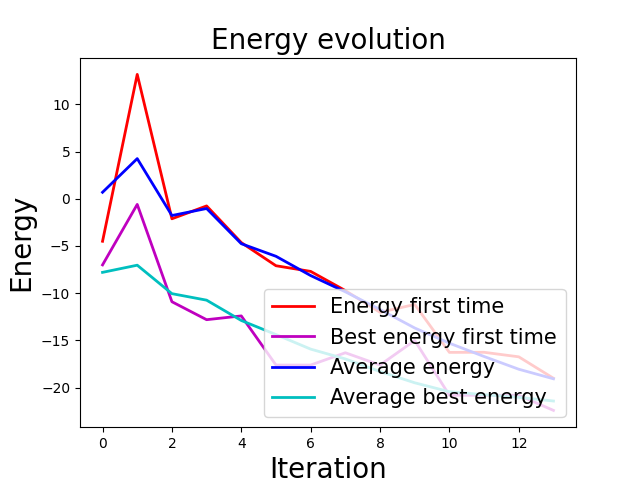 Energy evolution
Energy
10
5
0
−5
−10
−15
−20
Energy first time
Best energy first time
Average energy
Average best energy
0 2 4 6 8 10 12
Iteration